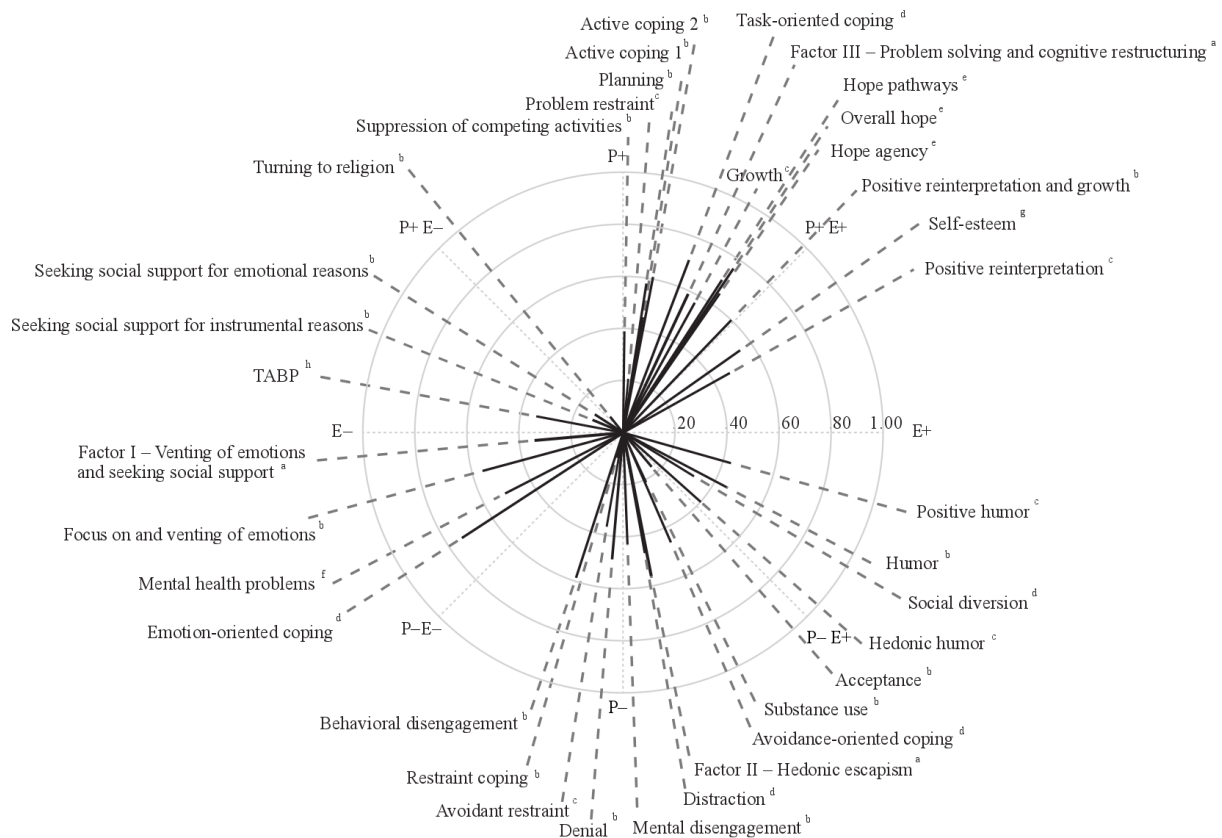 Active coping 2 b
Task-oriented coping d
Active coping 1 b
Factor III – Problem solving and cognitive restructuring a
Planning b
Hope pathways e
Problem restraint c
Overall hope e
Suppression of competing activities b
Hope agency e
P+
Turning to religion b
Growth c
Positive reinterpretation and growth b
P+ E–
P+ E+
Self-esteem g
Seeking social support for emotional reasons b
Positive reinterpretation c
Seeking social support for instrumental reasons b
TABP h
E–
20 40 60 80 1.00
E+
Factor I – Venting of emotions
and seeking social support a
Positive humor c
Focus on and venting of emotions b
Humor b
Mental health problems f
Social diversion d
Emotion-oriented coping d
P–E–
P– E+
Hedonic humor c
Acceptance b
P–
Substance use b
Behavioral disengagement b
Avoidance-oriented coping d
Factor II – Hedonic escapism a
Restraint coping b
Distraction d
Avoidant restraint c
Denial b
Mental disengagement b